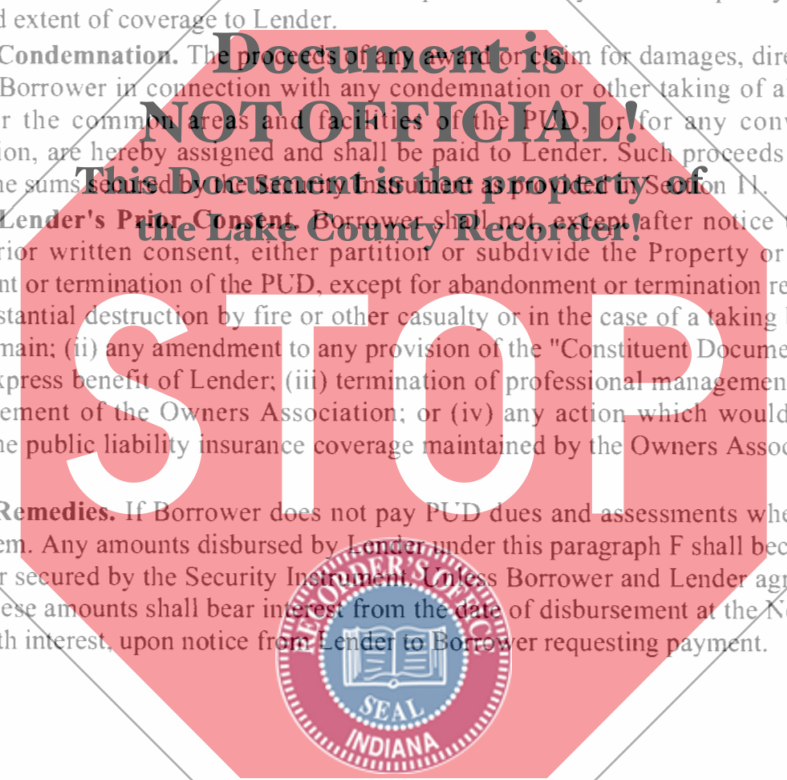 d extent of coverage to Lender.
Condemnation. The proceeds of any award or claim for damages, dire
Borrower in connection with any condemnation or other taking of a
r the common areas and facilities of the PUD, or for any conv
ion, are hereby assigned and shall be paid to Lender. Such proceeds
ne sums secured by the Security Instrument as provided in Section 11.
Lender's Prior Consent. Borrower shall not, except after notice
rior written consent, either partition or subdivide the Property or
nt or termination of the PUD, except for abandonment or termination re
stantial destruction by fire or other casualty or in the case of a taking
main; (ii) any amendment to any provision of the "Constituent Docume
xpress benefit of Lender; (iii) termination of professional management
ement of the Owners Association; or (iv) any action which would
ne public liability insurance coverage maintained by the Owners Assoc
Remedies. If Borrower does not pay PUD dues and assessments whe
em. Any amounts disbursed by Lender under this paragraph F shall bec
r secured by the Security Instrument. Unless Borrower and Lender agr
ese amounts shall bear interest from the date of disbursement at the N
th interest, upon notice from Lender to Borrower requesting payment.
Document is
NOT OFFICIAL!
This Document is the property of
the Lake County Recorder!
STOP
RECORDER'S OFFICE
SEAL
INDIANA